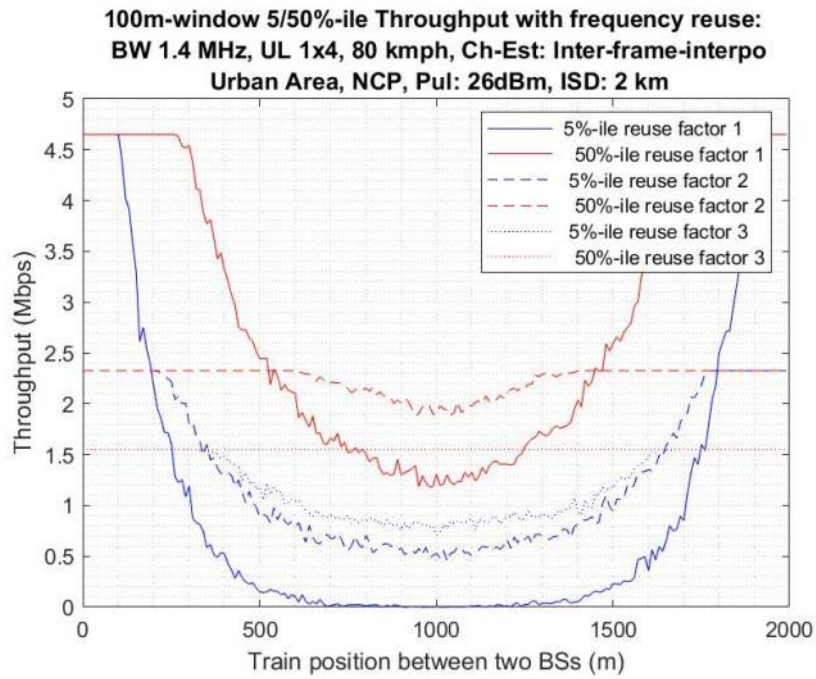 100m-window 5/50%-ile Throughput with frequency reuse:
BW 1.4 MHz, UL 1x4, 80 kmph, Ch-Est: Inter-frame-interpo
Urban Area, NCP, Pul: 26dBm, ISD: 2 km
5
4.5
4
3.5
3
2.5
2
1.5
1
0.5
0
Throughput (Mbps)
5%-ile reuse factor 1
50%-ile reuse factor 1
5%-ile reuse factor 2
50%-ile reuse factor 2
5%-ile reuse factor 3
50%-ile reuse factor 3
0 500 1000 1500 2000
Train position between two BSs (m)